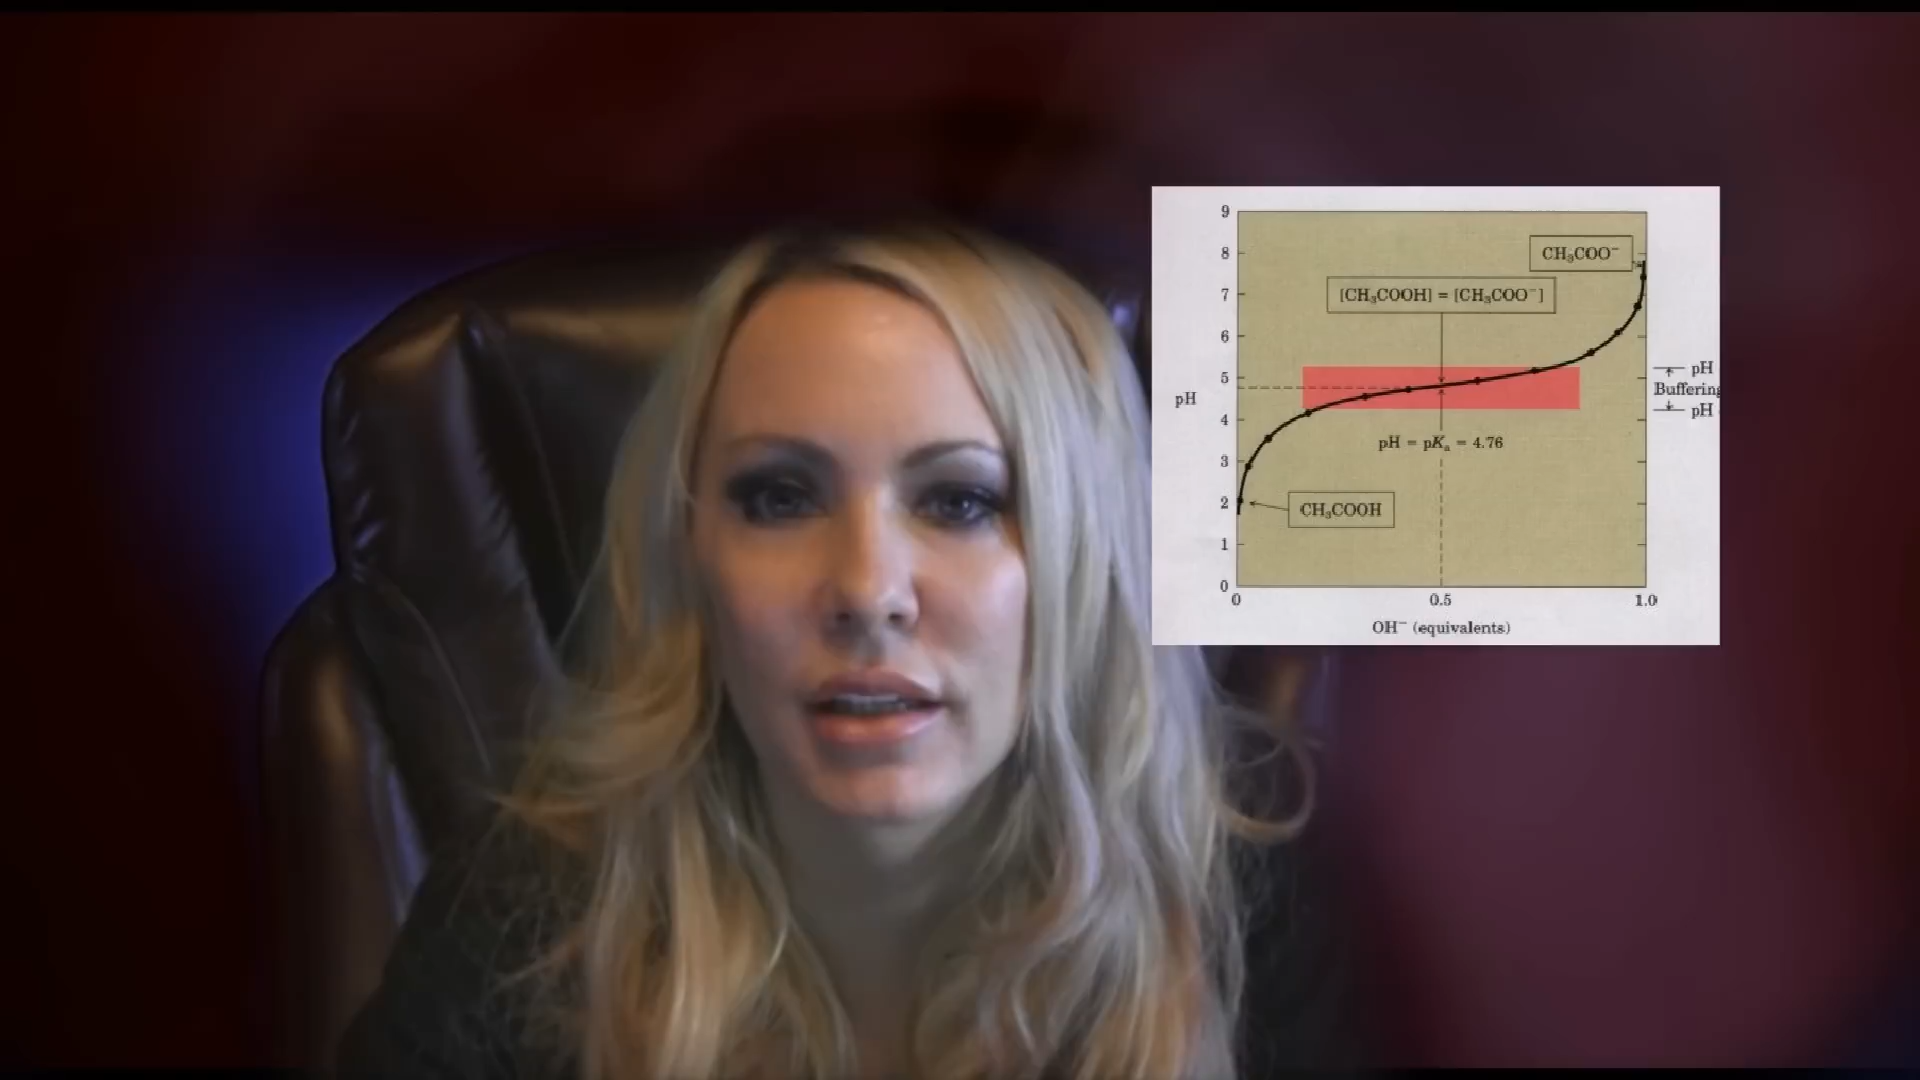 9
8
7
6
5
4
3
2
1
0
pH
CH₃COO⁻
[CH₃COOH] = [CH₃COO⁻]
pH
Buffering
pH
pH = pKₐ = 4.76
CH₃COOH
0 0.5 1.0
OH⁻ (equivalents)